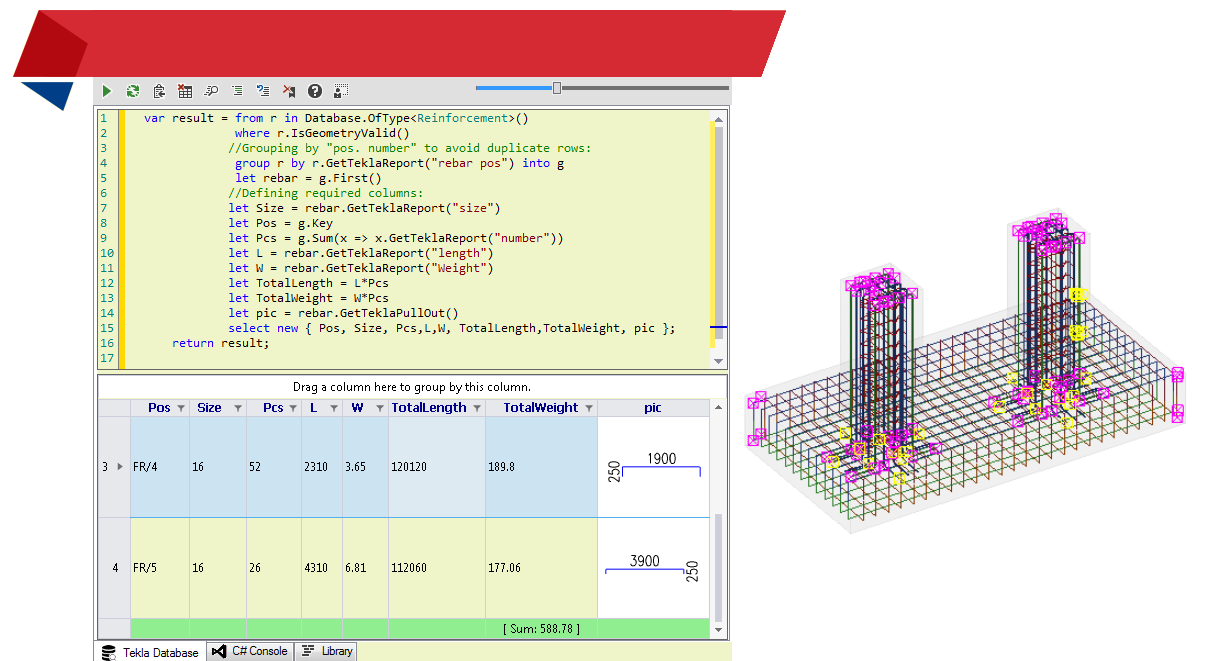 1 var result = from r in Database.OfType<Reinforcement>()
2 where r.IsGeometryValid()
3 //Grouping by "pos. number" to avoid duplicate rows:
4 group r by r.GetTeklaReport("rebar pos") into g
5 let rebar = g.First()
6 //Defining required columns:
7 let Size = rebar.GetTeklaReport("size")
8 let Pos = g.Key
9 let Pcs = g.Sum(x => x.GetTeklaReport("number"))
10 let L = rebar.GetTeklaReport("length")
11 let W = rebar.GetTeklaReport("Weight")
12 let TotalLength = L*Pcs
13 let TotalWeight = W*Pcs
14 let pic = rebar.GetTeklaPullOut()
15 select new { Pos, Size, Pcs,L,W, TotalLength,TotalWeight, pic };
16 return result;
17
Drag a column here to group by this column.
Pos Size Pcs L W TotalLength TotalWeight pic
3 FR/4 16 52 2310 3.65 120120 189.8 250 1900
4 FR/5 16 26 4310 6.81 112060 177.06 3900 250
[ Sum: 588.78 ]
Tekla Database C# Console Library